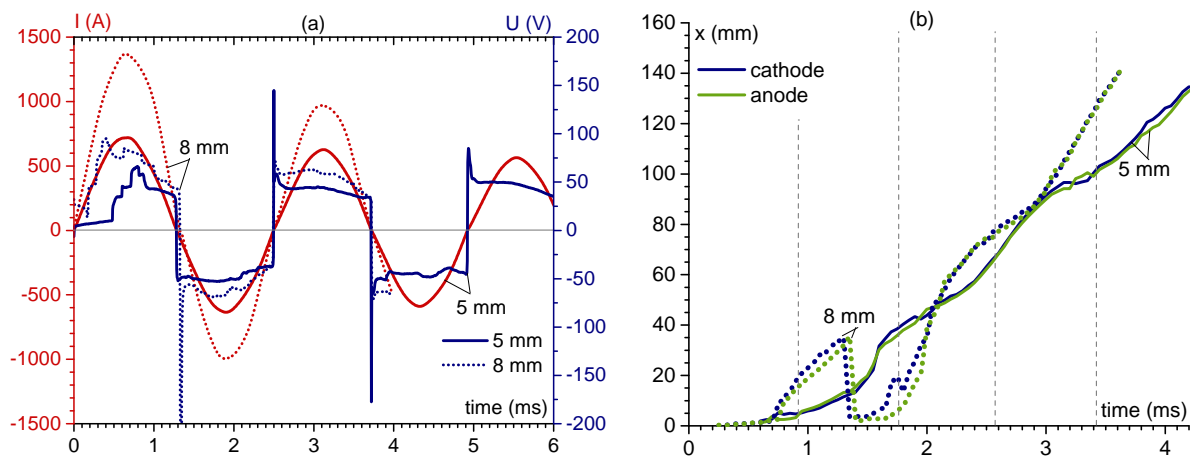 I (A) (a) U (V)
1500
1000
500
0
-500
-1000
-1500
200
150
100
50
0
-50
-100
-150
-200
8 mm
5 mm
5 mm
8 mm
time (ms)
0 1 2 3 4 5 6
(b)
x (mm)
160
140
120
100
80
60
40
20
0
cathode
anode
8 mm
5 mm
time (ms)
0 1 2 3 4